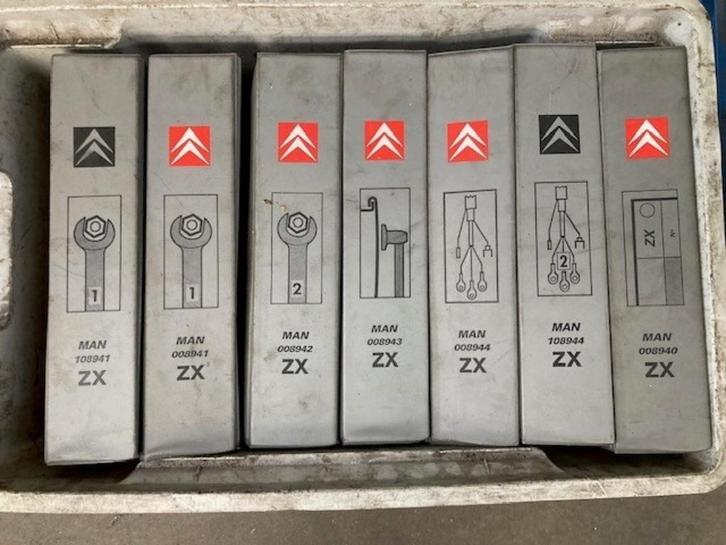 1
MAN
108941
ZX
1
MAN
008941
ZX
2
MAN
008942
ZX
MAN
008943
ZX
MAN
008944
ZX
2
MAN
108944
ZX
ZX
N°
MAN
008940
ZX